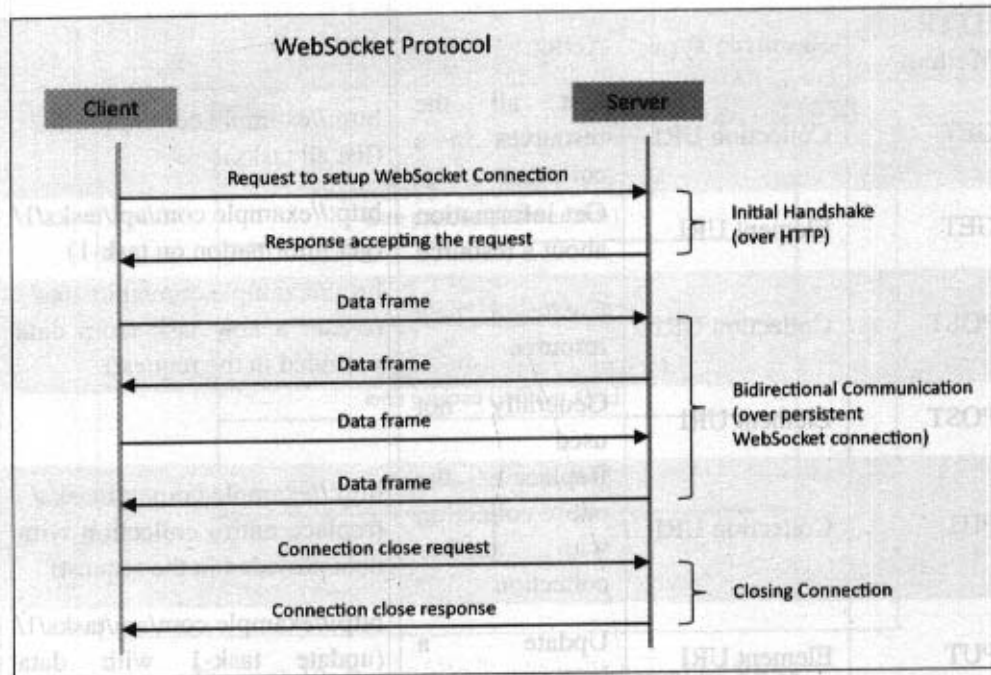 WebSocket Protocol
Client
Server
Request to setup WebSocket Connection
Initial Handshake
(over HTTP)
Response accepting the request
Data frame
Data frame
Bidirectional Communication
(over persistent
WebSocket connection)
Data frame
Data frame
Connection close request
Closing Connection
Connection close response